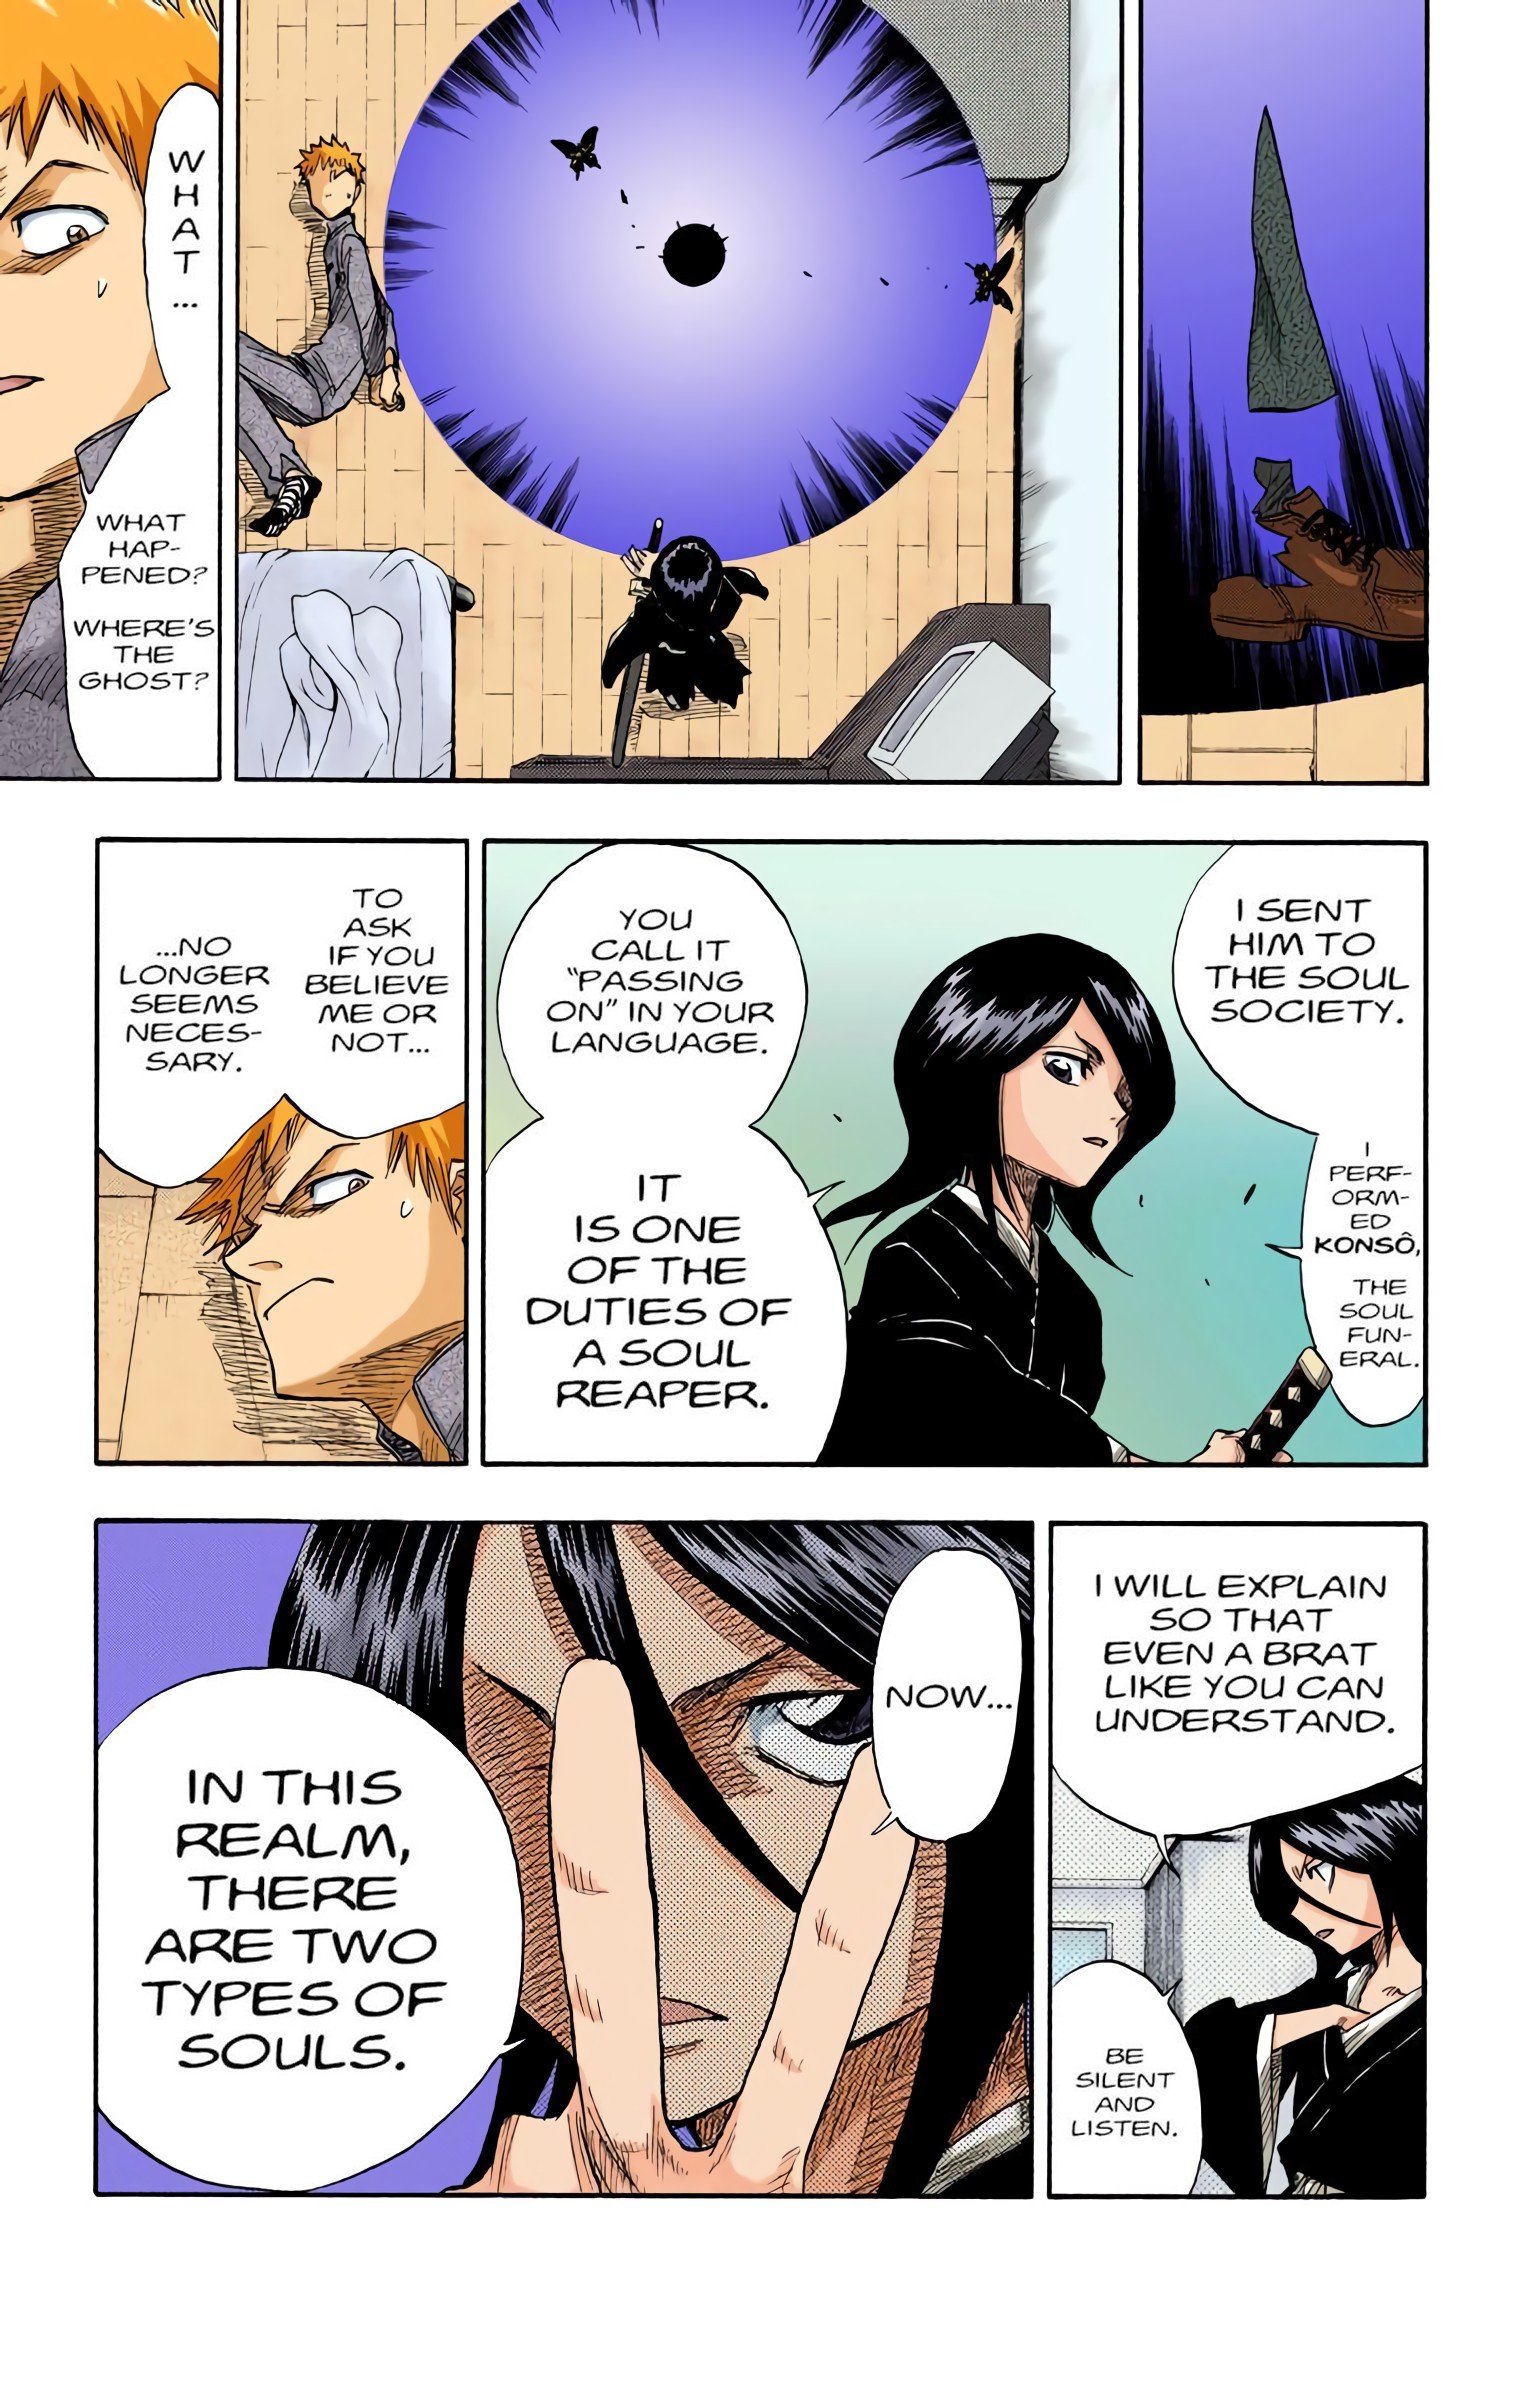 W
H
A
T
...
WHAT
HAP-
PENED?
WHERE'S
THE
GHOST?
I SENT
HIM TO
THE SOUL
SOCIETY.
I
PERF-
ORM-
ED
KONSÔ,
THE
SOUL
FUN-
ERAL.
YOU
CALL IT
“PASSING
ON” IN YOUR
LANGUAGE.
IT
IS ONE
OF THE
DUTIES OF
A SOUL
REAPER.
TO
ASK
IF YOU
BELIEVE
ME OR
NOT...
...NO
LONGER
SEEMS
NECES-
SARY.
I WILL EXPLAIN
SO THAT
EVEN A BRAT
LIKE YOU CAN
UNDERSTAND.
BE
SILENT
AND
LISTEN.
NOW...
IN THIS
REALM,
THERE
ARE TWO
TYPES OF
SOULS.